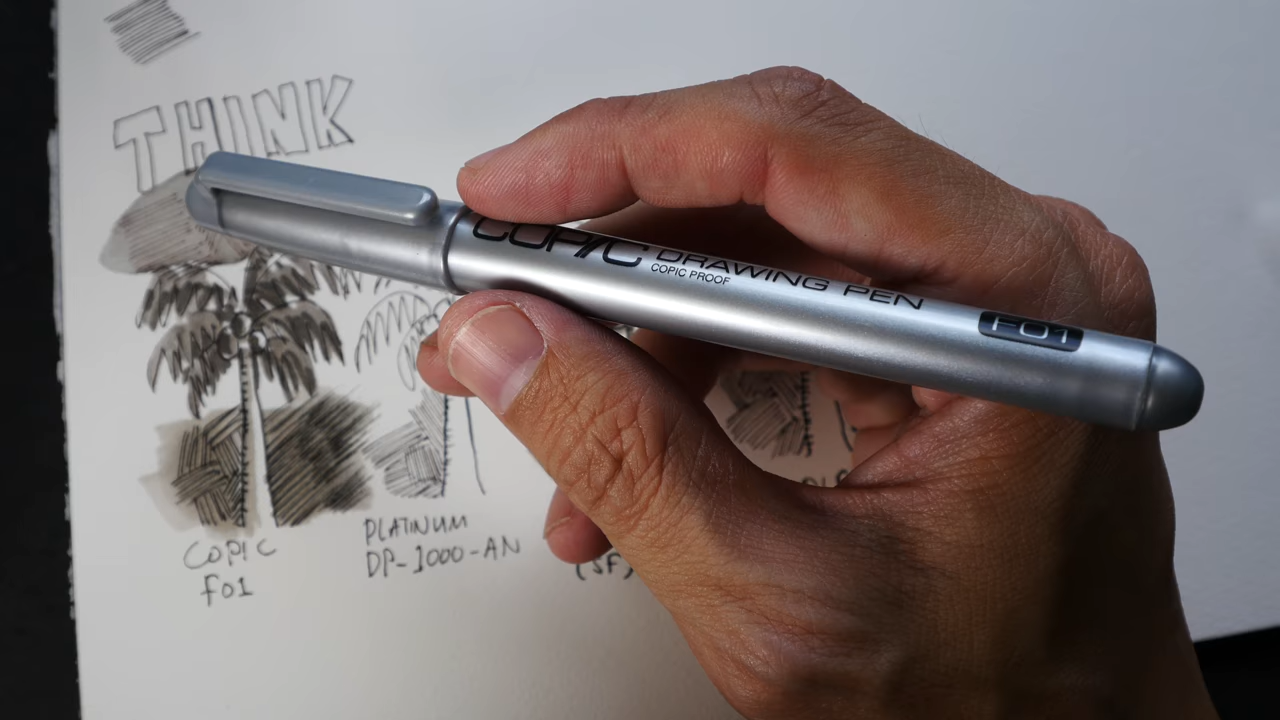 THINK
COPIC DRAWING PEN
COPIC PROOF
F01
COPIC
F01
PLATINUM
DP-1000-AN
(SF)